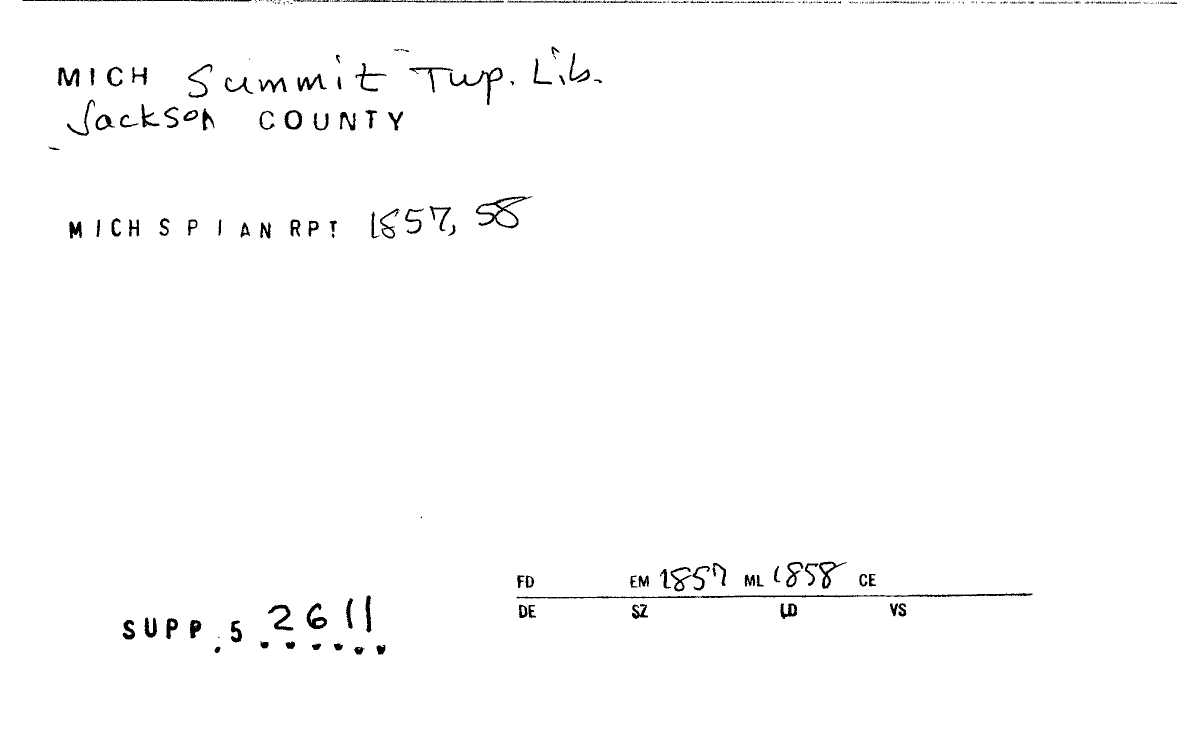 MICH Summit Twp. Lib.
Jackson COUNTY
MICH S P I AN RPT 1857, 58
FD EM 1857 ML 1858 CE
DE SZ LD VS
SUPP. 5 2611